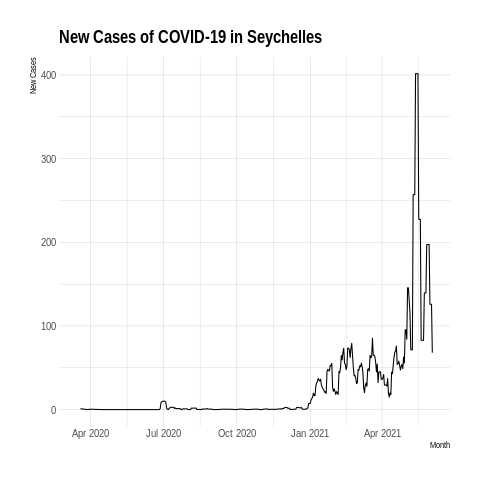 New Cases of COVID-19 in Seychelles
New Cases
400
300
200
100
0
Apr 2020 Jul 2020 Oct 2020 Jan 2021 Apr 2021
Month